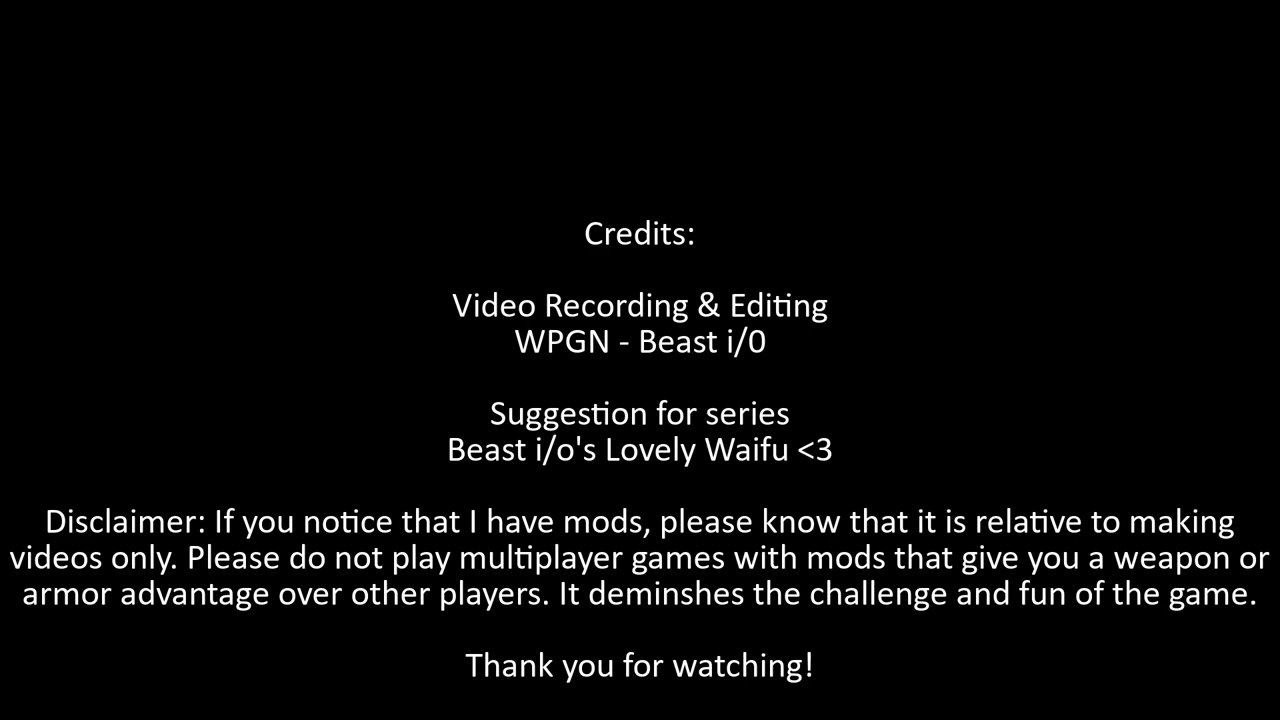 Credits:
Video Recording & Editing
WPGN - Beast i/0
Suggestion for series
Beast i/o's Lovely Waifu <3
Disclaimer: If you notice that I have mods, please know that it is relative to making
videos only. Please do not play multiplayer games with mods that give you a weapon or
armor advantage over other players. It deminshes the challenge and fun of the game.
Thank you for watching!